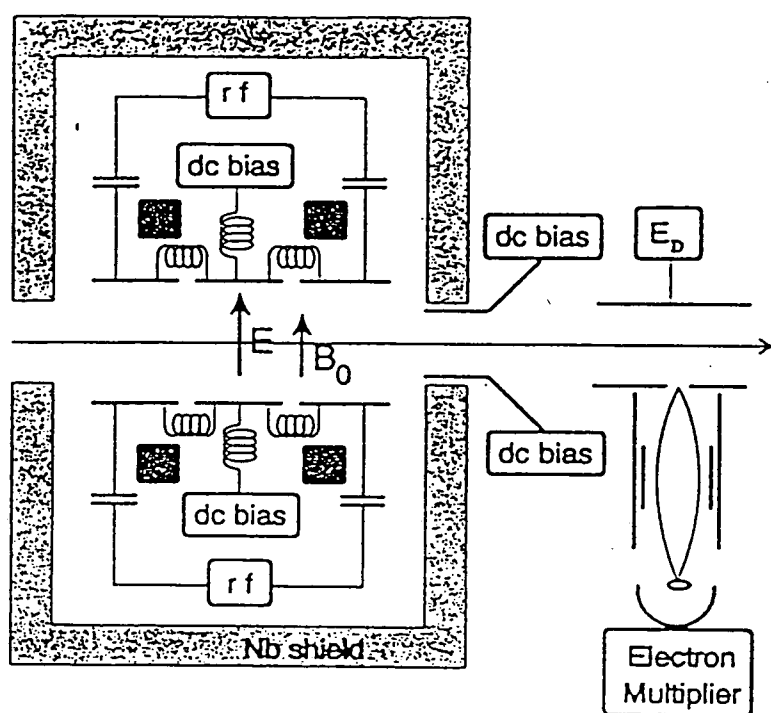 r f
dc bias
dc bias
E_D
E
B_0
dc bias
dc bias
r f
Nb shield
Electron
Multiplier